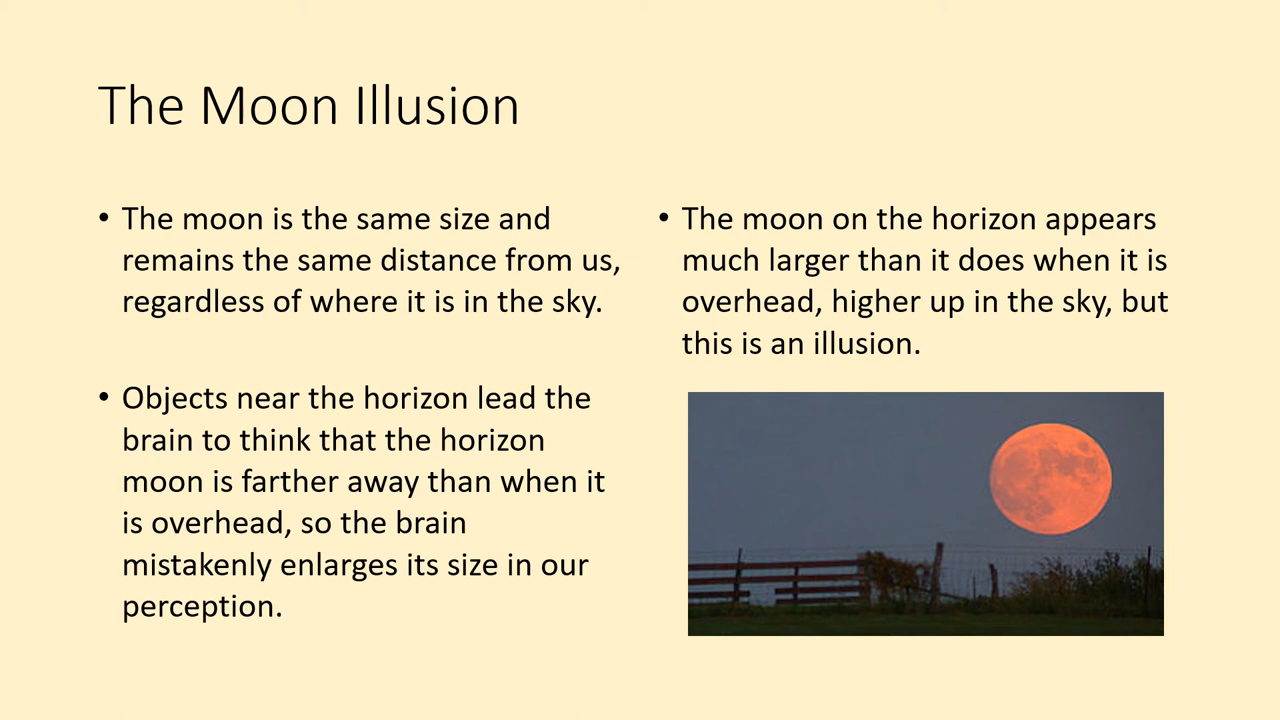 The Moon Illusion
• The moon is the same size and
remains the same distance from us,
regardless of where it is in the sky.
• Objects near the horizon lead the
brain to think that the horizon
moon is farther away than when it
is overhead, so the brain
mistakenly enlarges its size in our
perception.
• The moon on the horizon appears
much larger than it does when it is
overhead, higher up in the sky, but
this is an illusion.